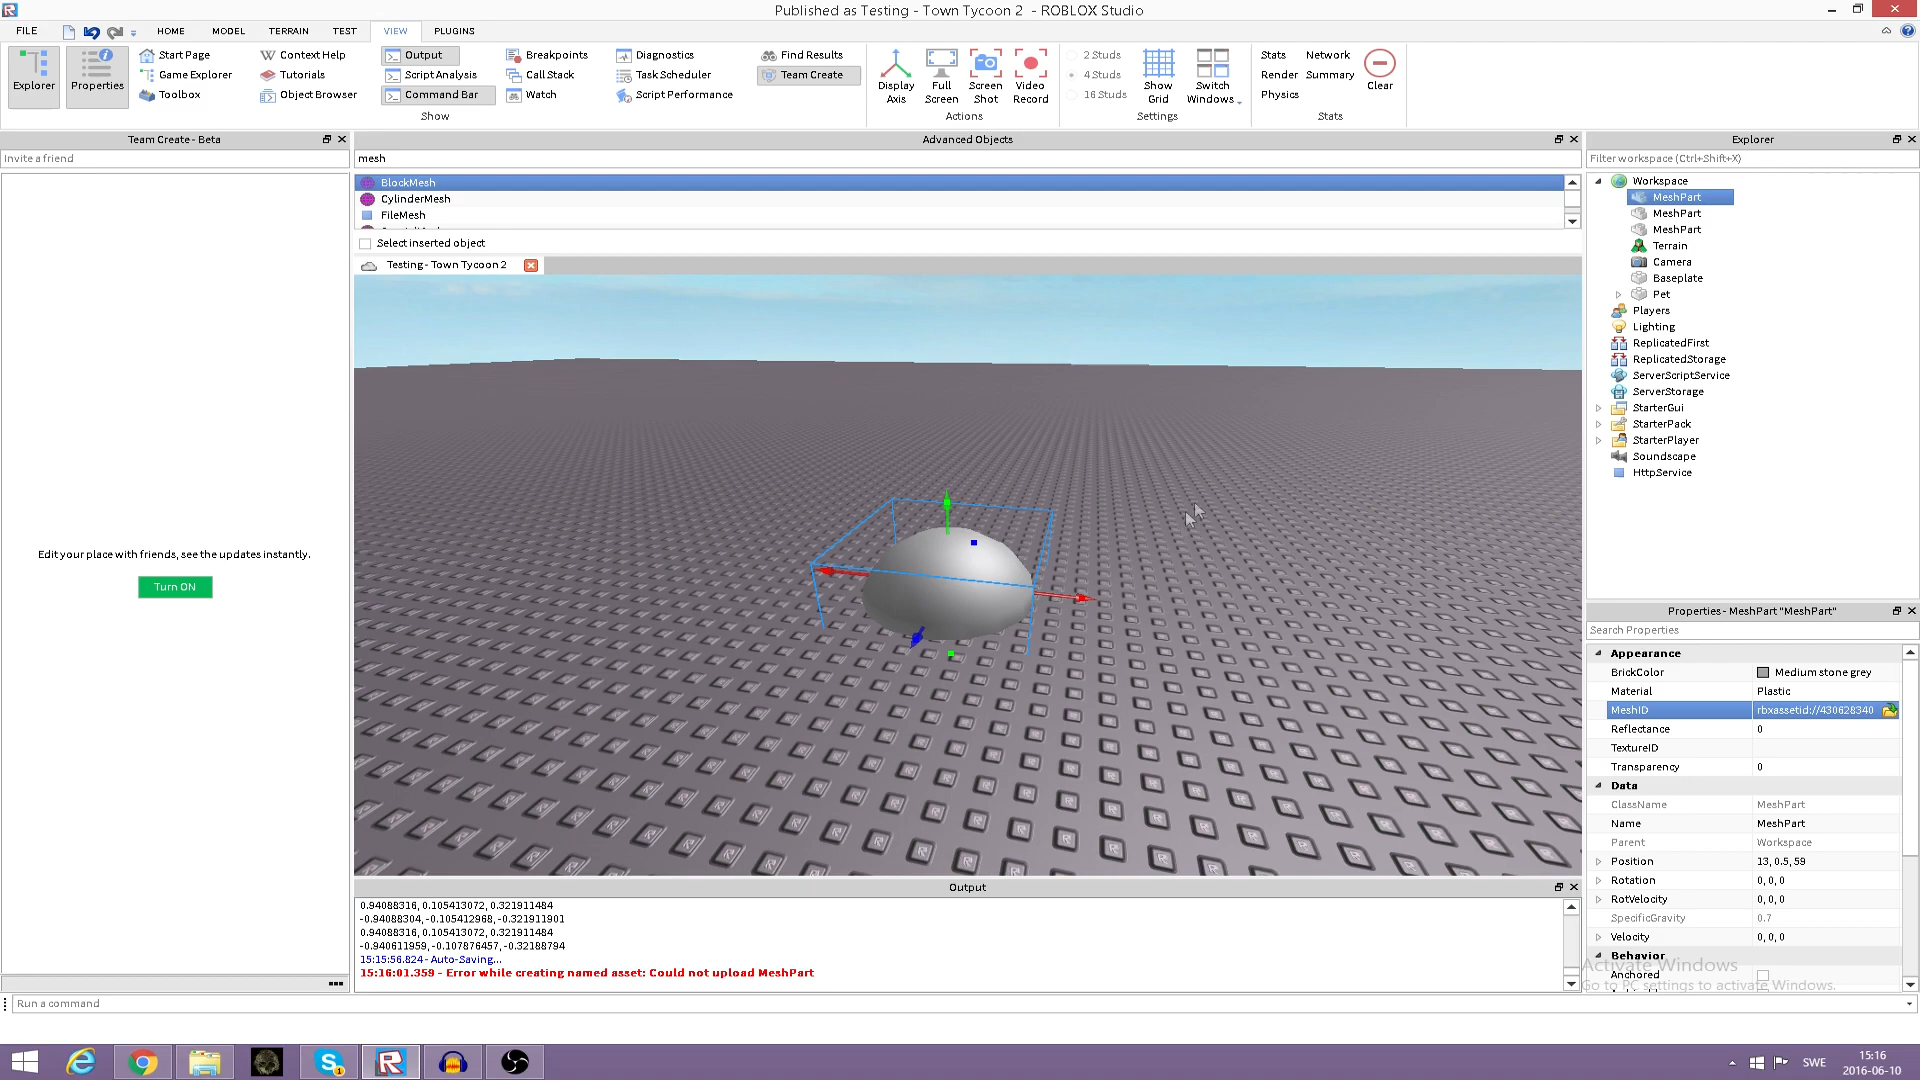 Published as Testing - Town Tycoon 2 - ROBLOX Studio
FILE HOME MODEL TERRAIN TEST VIEW PLUGINS
Explorer
Properties
Start Page
Game Explorer
Toolbox
Context Help
Tutorials
Object Browser
Output
Script Analysis
Command Bar
Breakpoints
Call Stack
Watch
Diagnostics
Task Scheduler
Script Performance
Find Results
Team Create
Show
Display Axis
Full Screen
Screen Shot
Video Record
Actions
2 Studs
4 Studs
16 Studs
Show Grid
Switch Windows
Settings
Stats
Render
Physics
Network
Summary
Clear
Stats
Team Create - Beta
Invite a friend
Edit your place with friends, see the updates instantly.
Turn ON
Advanced Objects
mesh
BlockMesh
CylinderMesh
FileMesh
Select inserted object
Testing - Town Tycoon 2
Output
0.94088316, 0.105413072, 0.321911484
-0.94088304, -0.105412968, -0.321911901
0.94088316, 0.105413072, 0.321911484
-0.940611959, -0.107876457, -0.32188794
15:15:56.824 - Auto-Saving...
15:16:01.359 - Error while creating named asset: Could not upload MeshPart
Run a command
Explorer
Filter workspace (Ctrl+Shift+X)
Workspace
MeshPart
MeshPart
MeshPart
Terrain
Camera
Baseplate
Pet
Players
Lighting
ReplicatedFirst
ReplicatedStorage
ServerScriptService
ServerStorage
StarterGui
StarterPack
StarterPlayer
Soundscape
HttpService
Properties - MeshPart "MeshPart"
Search Properties
Appearance
BrickColor Medium stone grey
Material Plastic
MeshID rbxassetid://430628340
Reflectance 0
TextureID
Transparency 0
Data
ClassName MeshPart
Name MeshPart
Parent Workspace
Position 13, 0.5, 59
Rotation 0, 0, 0
RotVelocity 0, 0, 0
SpecificGravity 0.7
Velocity 0, 0, 0
Behavior
Anchored
Activate Windows
Go to PC settings to activate Windows.
SWE
15:16
2016-06-10